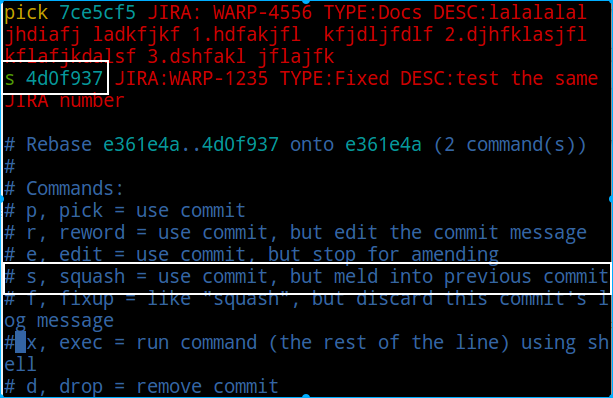 pick 7ce5cf5 JIRA: WARP-4556 TYPE:Docs DESC:lalalalal
jhdiafj ladkfjkf 1.hdfakjfl  kfjdljfdlf 2.djhfklasjfl
kflafjkdalsf 3.dshfakl jflajfk
s 4d0f937 JIRA:WARP-1235 TYPE:Fixed DESC:test the same
JIRA number
# Rebase e361e4a..4d0f937 onto e361e4a (2 command(s))
#
# Commands:
# p, pick = use commit
# r, reword = use commit, but edit the commit message
# e, edit = use commit, but stop for amending
# s, squash = use commit, but meld into previous commit
# f, fixup = like "squash", but discard this commit's l
og message
# x, exec = run command (the rest of the line) using sh
ell
# d, drop = remove commit